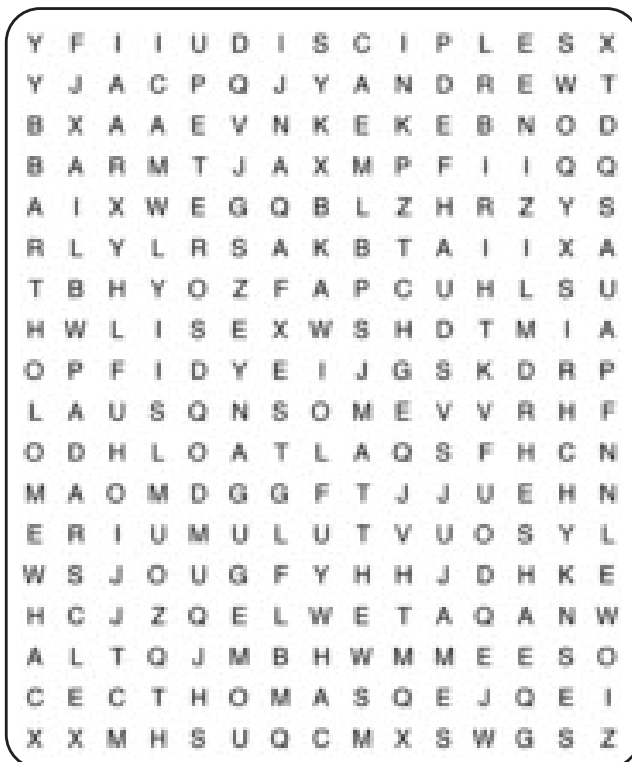 Y F I I U D I S C I P L E S X
Y J A C P Q J Y A N D R E W T
B X A A E V N K E K E B N O D
B A R M T J A X M P F I I Q Q
A I X W E G Q B L Z H R Z Y S
R L Y L R S A K B T A I I X A
T B H Y O Z F A P C U H L S U
H W L I S E X W S H D T M I A
O P F I D Y E I J G S K D R P
L A U S Q N S O M E V V R H F
O D H L O A T L A Q S F H C N
M A O M D G G F T J J U E H N
E R I U M U L U T V U O S Y L
W S J O U G F Y H H J D H K E
H C J Z Q E L W E T A Q A N W
A L T Q J M B H W M M E E S O
C E C T H O M A S Q E J Q E I
X X M H S U Q C M X S W G S Z